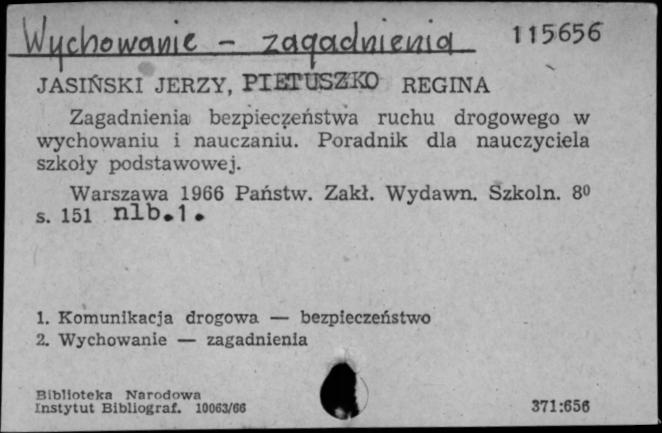 Wychowanie - zagadnienia 115656
JASIŃSKI JERZY, PIETUSZKO REGINA
Zagadnienia bezpieczeństwa ruchu drogowego w
wychowaniu i nauczaniu. Poradnik dla nauczyciela
szkoły podstawowej.
Warszawa 1966 Państw. Zakł. Wydawn. Szkoln. 8⁰
s. 151 nlb.1.
1. Komunikacja drogowa — bezpieczeństwo
2. Wychowanie — zagadnienia
Biblioteka Narodowa
Instytut Bibliograf. 10063/66 371:656